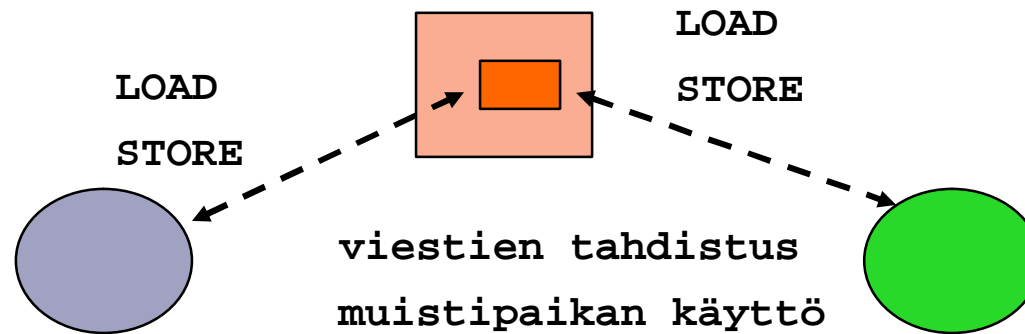 LOAD
STORE
LOAD
STORE
viestien tahdistus
muistipaikan käyttö